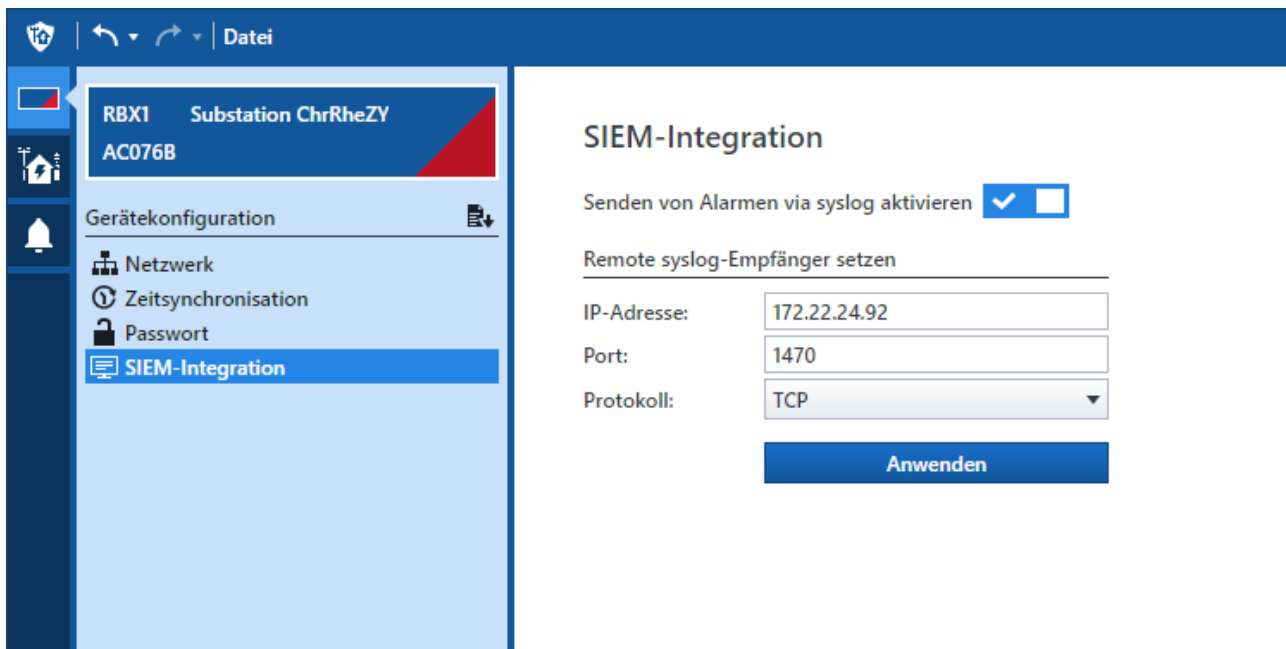 Datei
RBX1 Substation ChrRheZY
AC076B
Gerätekonfiguration
Netzwerk
Zeitsynchronisation
Passwort
SIEM-Integration
SIEM-Integration
Senden von Alarmen via syslog aktivieren
Remote syslog-Empfänger setzen
IP-Adresse: 172.22.24.92
Port: 1470
Protokoll: TCP
Anwenden